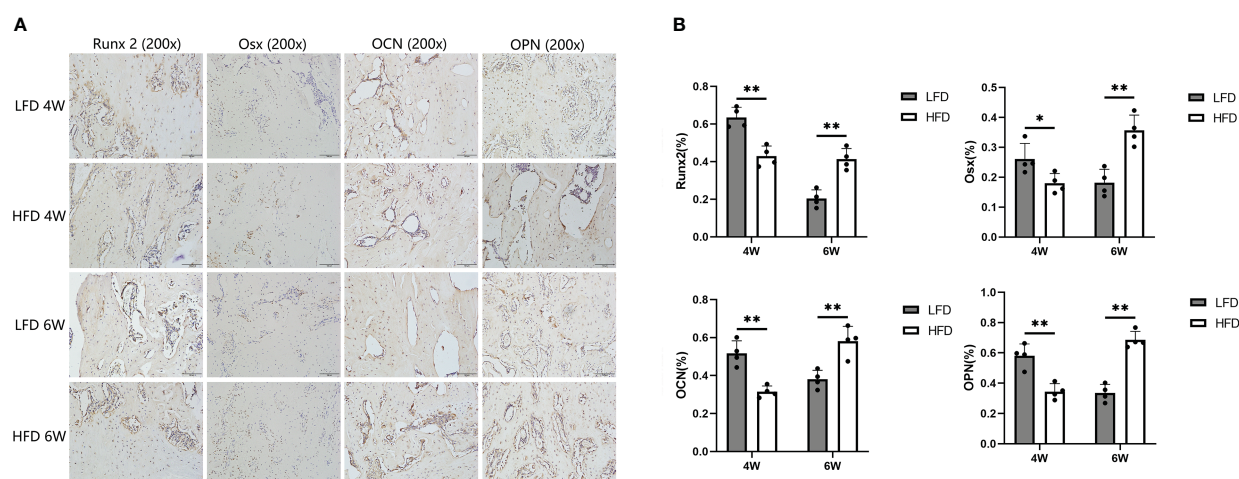 A
Runx 2 (200x) Osx (200x) OCN (200x) OPN (200x)
LFD 4W
HFD 4W
LFD 6W
HFD 6W
B
Runx2(%)
0.8
0.6
0.4
0.2
0.0
**
**
4W 6W
LFD
HFD
Osx(%)
0.5
0.4
0.3
0.2
0.1
0.0
*
**
4W 6W
LFD
HFD
OCN(%)
0.8
0.6
0.4
0.2
0.0
**
**
4W 6W
LFD
HFD
OPN(%)
1.0
0.8
0.6
0.4
0.2
0.0
**
**
4W 6W
LFD
HFD